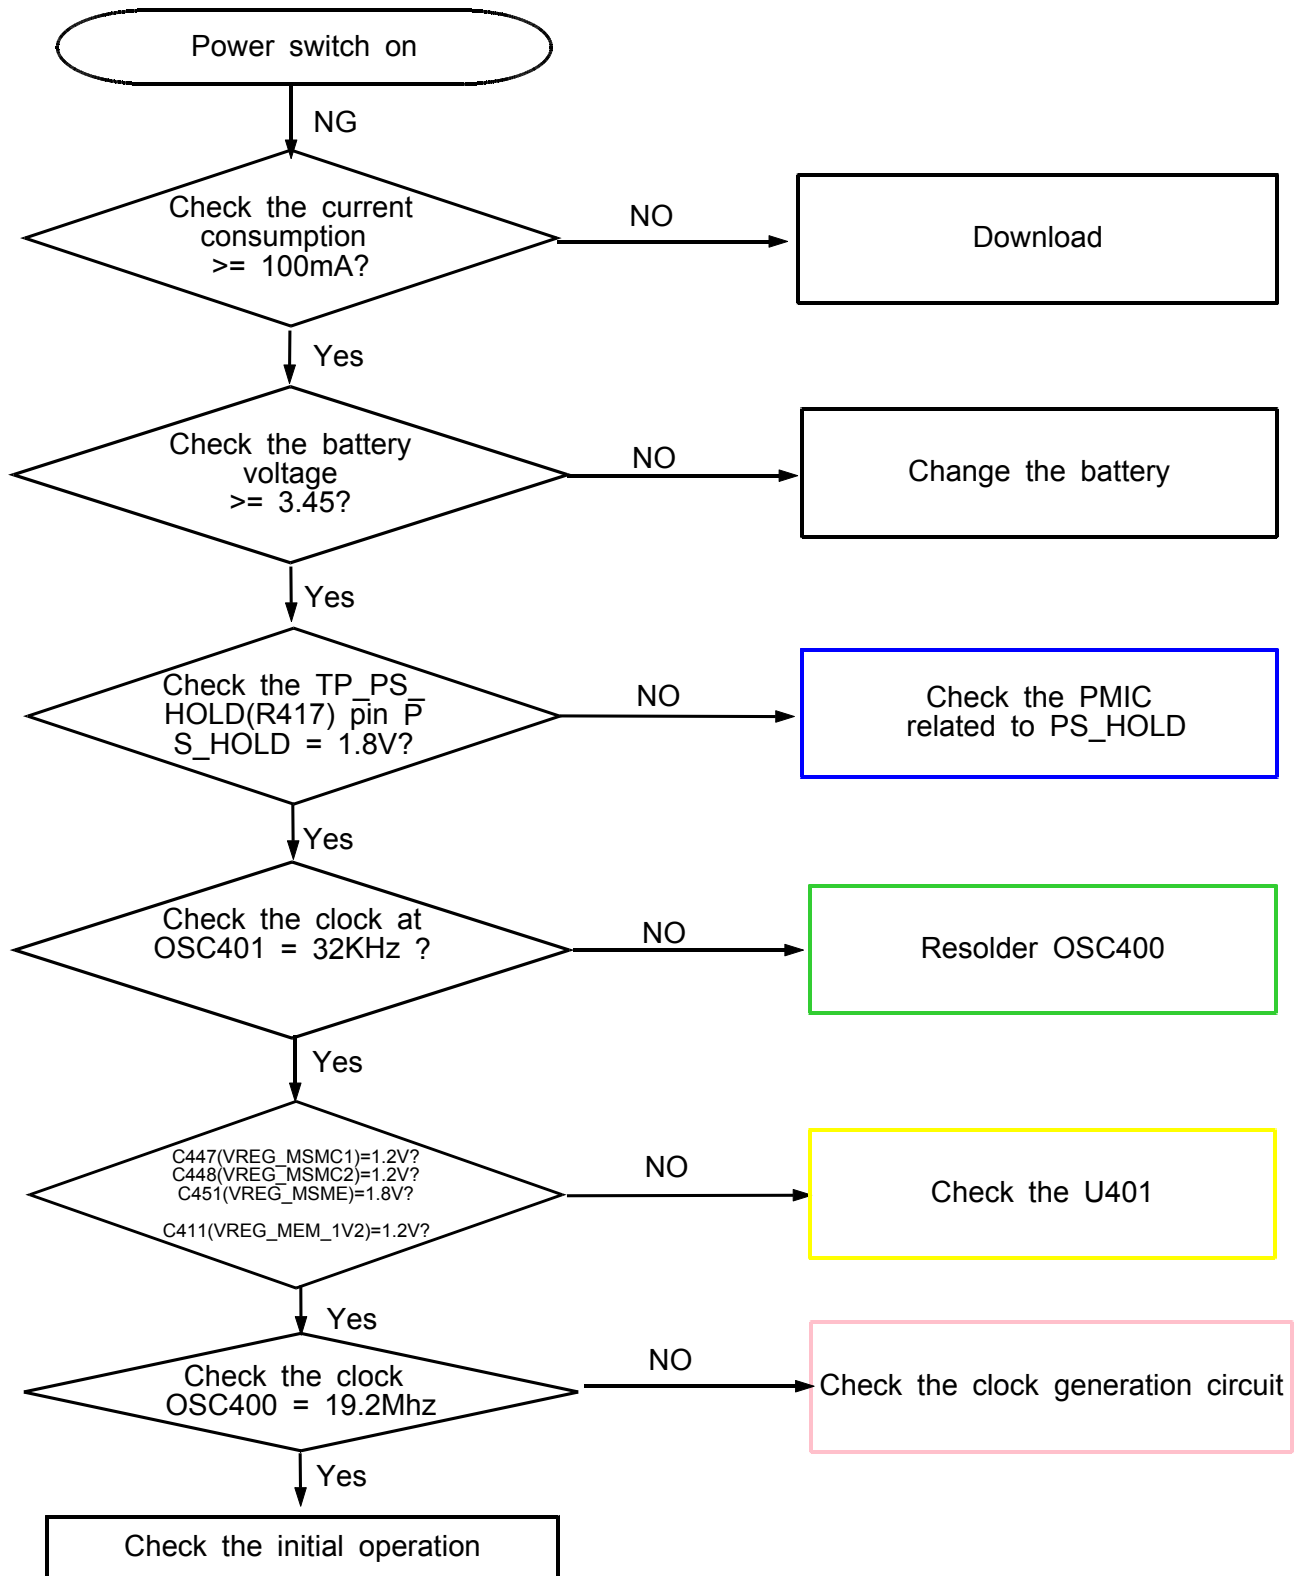 Power switch on
NG
Check the current
consumption
>= 100mA?
NO
Download
Yes
Check the battery
voltage
>= 3.45?
NO
Change the battery
Yes
Check the TP_PS_
HOLD(R417) pin P
S_HOLD = 1.8V?
NO
Check the PMIC
related to PS_HOLD
Yes
Check the clock at
OSC401 = 32KHz ?
NO
Resolder OSC400
Yes
C447(VREG_MSMC1)=1.2V?
C448(VREG_MSMC2)=1.2V?
C451(VREG_MSME)=1.8V?
C411(VREG_MEM_1V2)=1.2V?
NO
Check the U401
Yes
Check the clock
OSC400 = 19.2Mhz
NO
Check the clock generation circuit
Yes
Check the initial operation